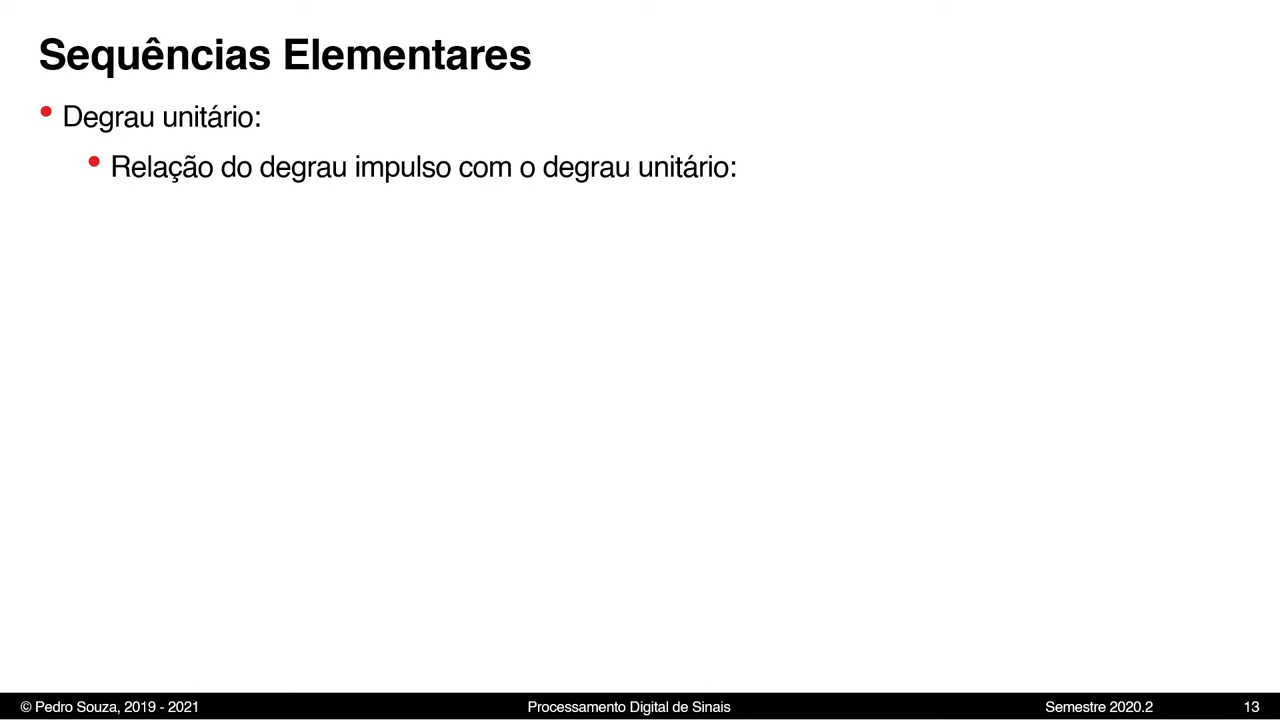 Sequências Elementares
• Degrau unitário:
• Relação do degrau impulso com o degrau unitário:
© Pedro Souza, 2019 - 2021 Processamento Digital de Sinais Semestre 2020.2 13